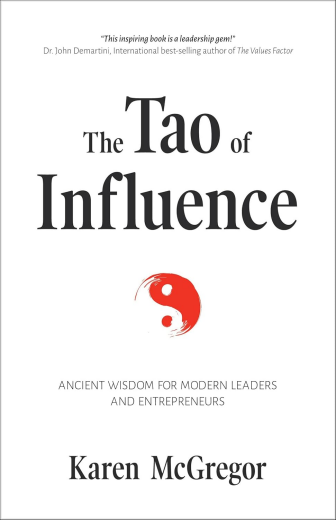 "This inspiring book is a leadership gem!"
Dr. John Demartini, International best-selling author of The Values Factor
The Tao of
Influence
ANCIENT WISDOM FOR MODERN LEADERS
AND ENTREPRENEURS
Karen McGregor